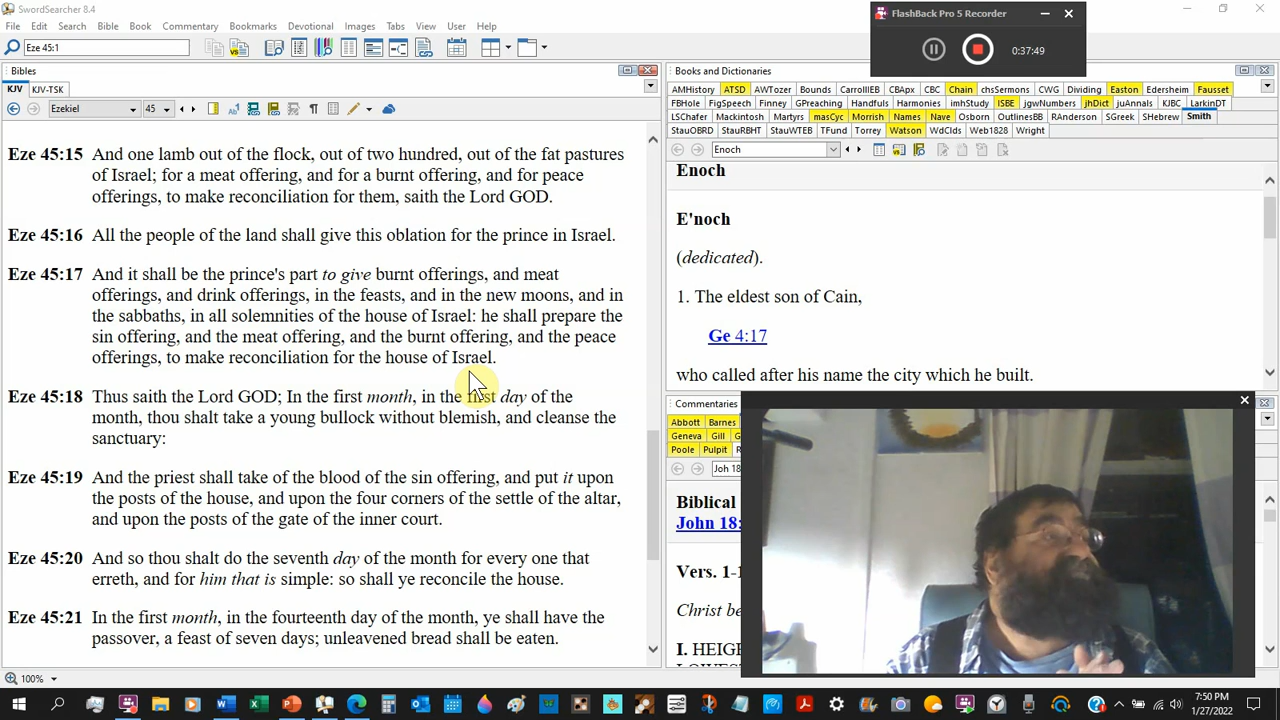 SwordSearcher 8.4
File Edit Search Bible Book Commentary Bookmarks Devotional Images Tabs View User Help
Eze 45:1
FlashBack Pro 5 Recorder
00:37:49
Bibles
KJV KJV-TSK
Ezekiel 45
Eze 45:15 And one lamb out of the flock, out of two hundred, out of the fat pastures
of Israel; for a meat offering, and for a burnt offering, and for peace
offerings, to make reconciliation for them, saith the Lord GOD.
Eze 45:16 All the people of the land shall give this oblation for the prince in Israel.
Eze 45:17 And it shall be the prince's part to give burnt offerings, and meat
offerings, and drink offerings, in the feasts, and in the new moons, and in
the sabbaths, in all solemnities of the house of Israel: he shall prepare the
sin offering, and the meat offering, and the burnt offering, and the peace
offerings, to make reconciliation for the house of Israel.
Eze 45:18 Thus saith the Lord GOD; In the first month, in the first day of the
month, thou shalt take a young bullock without blemish, and cleanse the
sanctuary:
Eze 45:19 And the priest shall take of the blood of the sin offering, and put it upon
the posts of the house, and upon the four corners of the settle of the altar,
and upon the posts of the gate of the inner court.
Eze 45:20 And so thou shalt do the seventh day of the month for every one that
erreth, and for him that is simple: so shall ye reconcile the house.
Eze 45:21 In the first month, in the fourteenth day of the month, ye shall have the
passover, a feast of seven days; unleavened bread shall be eaten.
100%
Books and Dictionaries
AMHistory ATSD AWTozer Bounds CarrollIEB CBApx CBC Chain chsSermons CWG Dividing Easton Edersheim Fausset
FBHole FigSpeech Finney GPreaching Handfuls Harmonies imhStudy ISBE jgwNumbers jhDict juAnnals KJBC LarkinDT
LSChafer Mackintosh Martyrs masCyc Morrish Names Nave Osborn OutlinesBB RAnderson SGreek SHebrew Smith
StauOBRD StauRBHT StauWTEB TFund Torrey Watson WdClds Web1828 Wright
Enoch
Enoch
E'noch
(dedicated).
1. The eldest son of Cain,
Ge 4:17
who called after his name the city which he built.
Commentaries
Abbott Barnes
Geneva Gill G
Poole Pulpit
Joh 18
Biblical
John 18:
Vers. 1-1
Christ be
I. HEIG
7:50 PM
1/27/2022